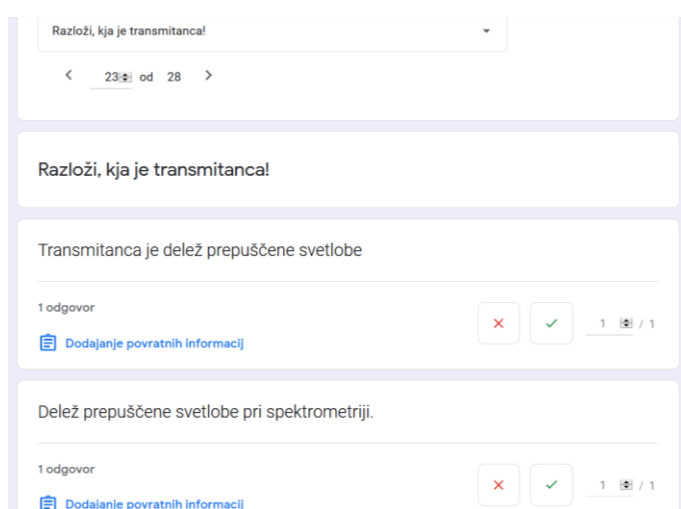 Razloži, kja je transmitanca!
23 od 28
Razloži, kja je transmitanca!
Transmitanca je delež prepuščene svetlobe
1 odgovor
1 / 1
Dodajanje povratnih informacij
Delež prepuščene svetlobe pri spektrometriji.
1 odgovor
1 / 1
Dodajanje povratnih informacij